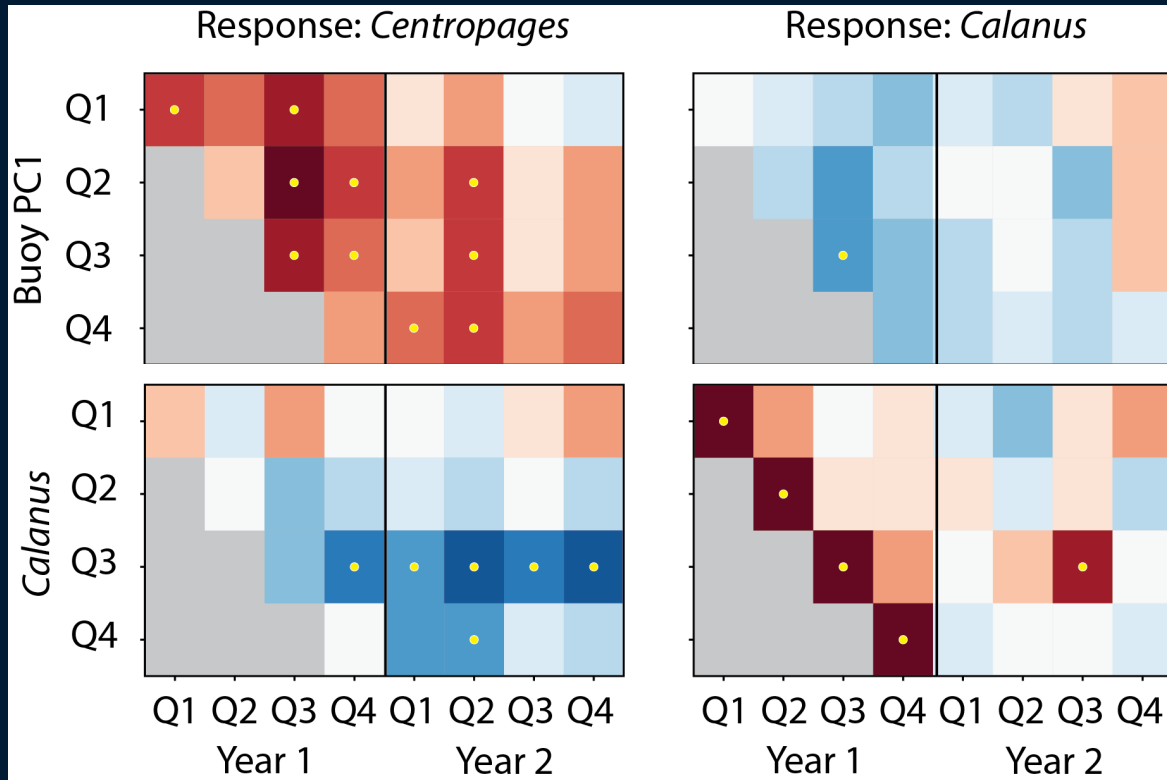 Response: Centropages
Response: Calanus
Buoy PC1
Q1
Q2
Q3
Q4
Calanus
Q1
Q2
Q3
Q4
Q1 Q2 Q3 Q4 Q1 Q2 Q3 Q4
Year 1 Year 2
Q1 Q2 Q3 Q4 Q1 Q2 Q3 Q4
Year 1 Year 2